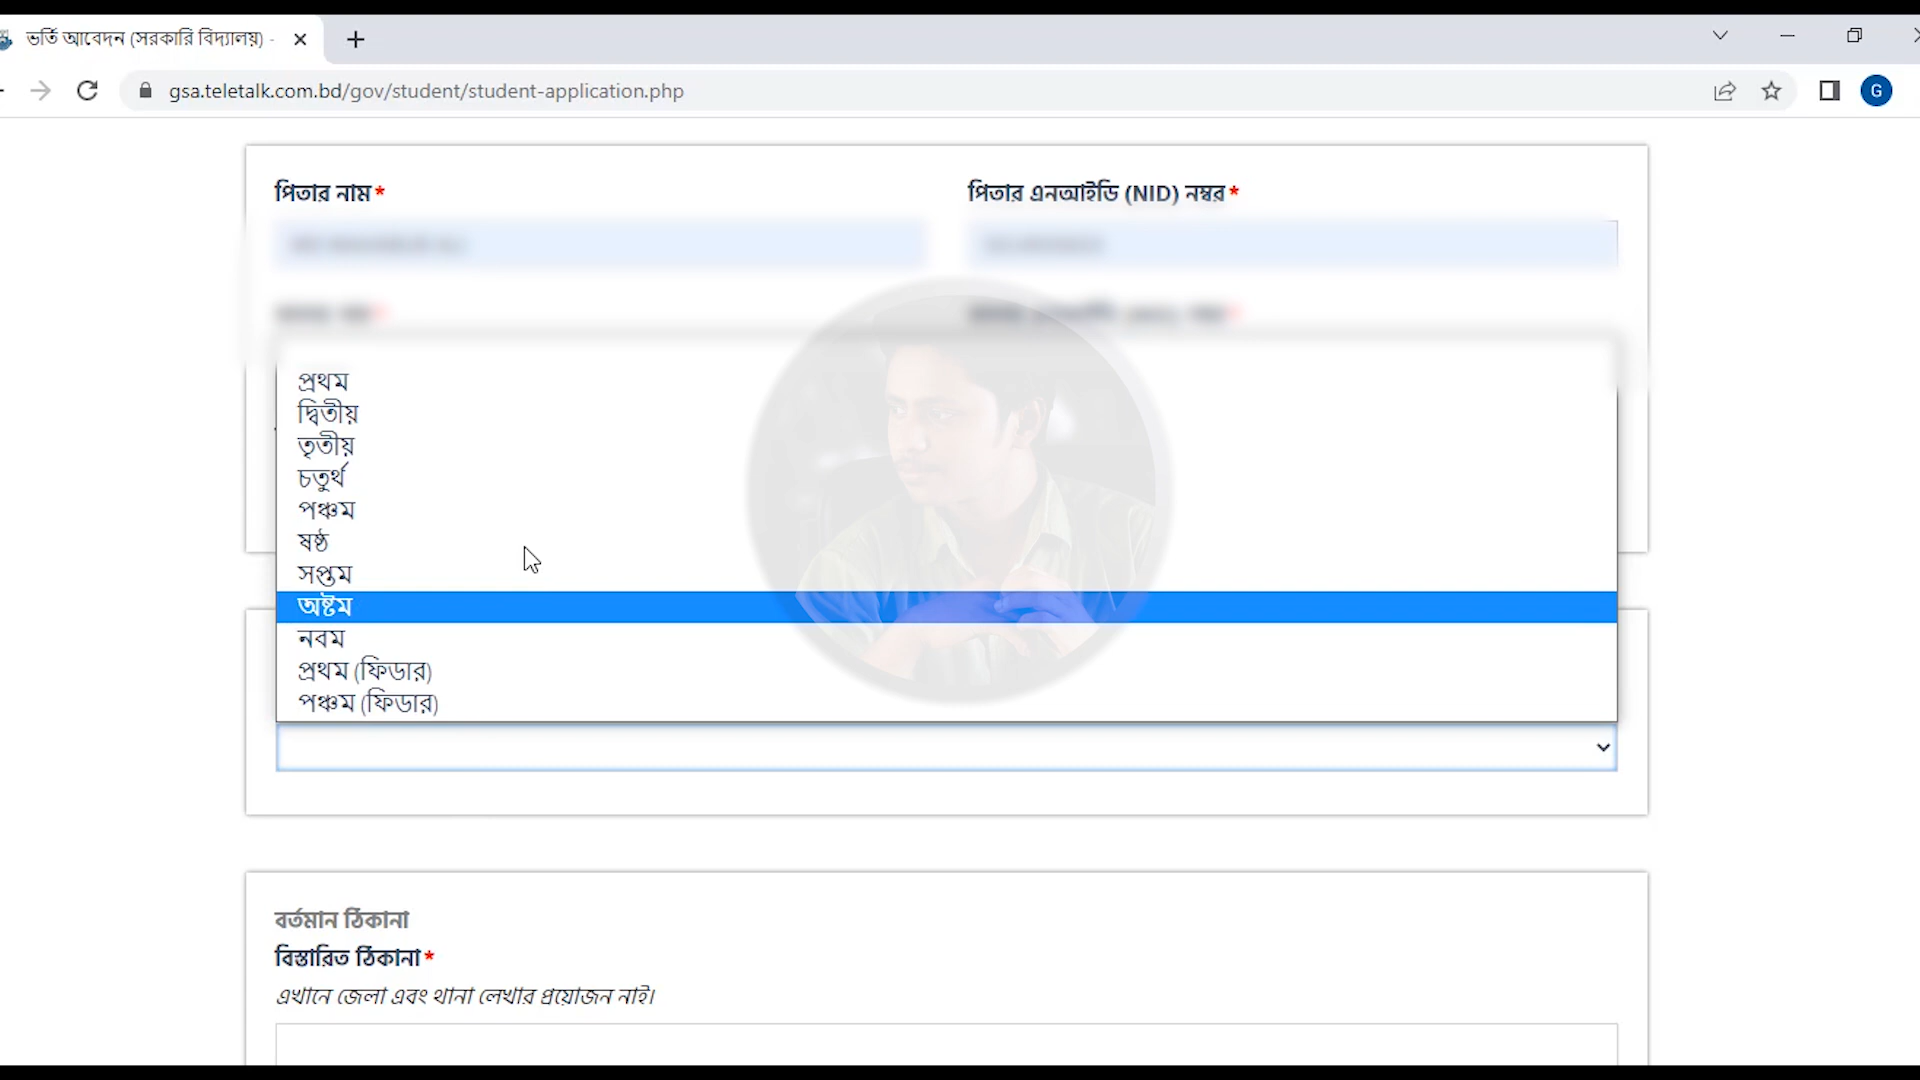 ভর্তি আবেদন (সরকারি বিদ্যালয়) -
gsa.teletalk.com.bd/gov/student/student-application.php
G
পিতার নাম*
পিতার এনআইডি (NID) নম্বর*
প্রথম
দ্বিতীয়
তৃতীয়
চতুর্থ
পঞ্চম
ষষ্ঠ
সপ্তম
অষ্টম
নবম
প্রথম (ফিডার)
পঞ্চম (ফিডার)
বর্তমান ঠিকানা
বিস্তারিত ঠিকানা*
এখানে জেলা এবং থানা লেখার প্রয়োজন নাই।